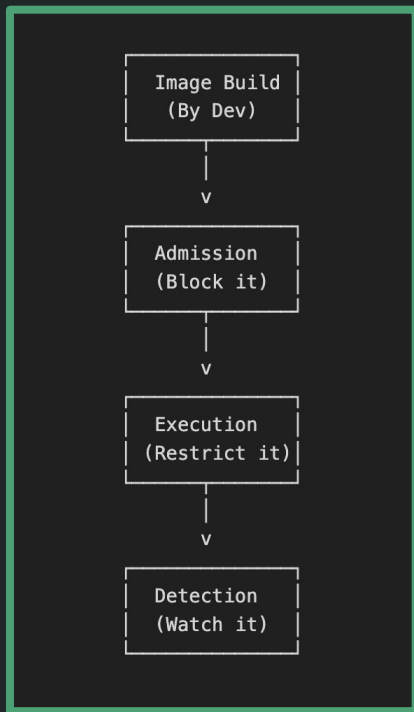 Image Build
(By Dev)
v
Admission
(Block it)
v
Execution
(Restrict it)
v
Detection
(Watch it)